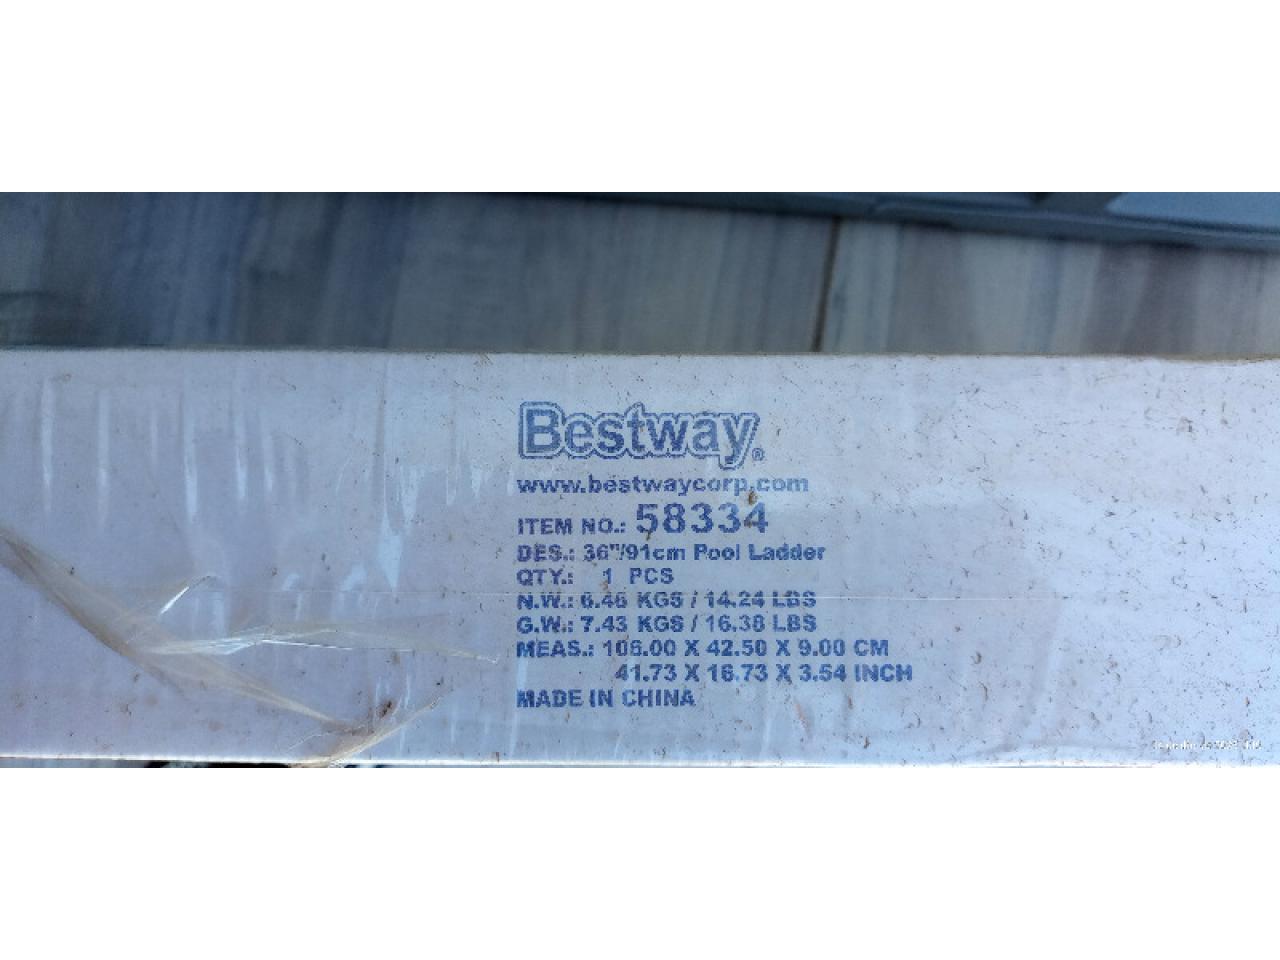 Bestway®
www.bestwaycorp.com
ITEM NO.: 58334
DES.: 36"/91cm Pool Ladder
QTY.: 1 PCS
N.W.: 6.46 KGS / 14.24 LBS
G.W.: 7.43 KGS / 16.38 LBS
MEAS.: 106.00 X 42.50 X 9.00 CM
41.73 X 16.73 X 3.54 INCH
MADE IN CHINA